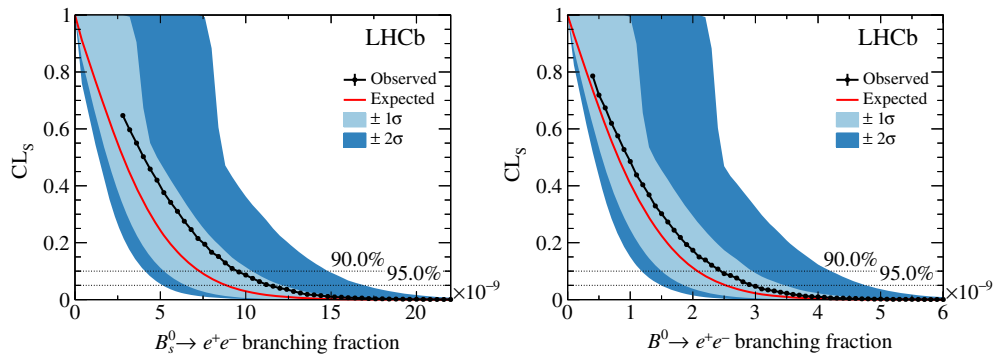 1
0.8
0.6
0.4
0.2
0
CL_S
LHCb
Observed
Expected
± 1σ
± 2σ
90.0%
95.0%
×10⁻⁹
0 5 10 15 20
B⁰ₛ → e⁺e⁻ branching fraction
1
0.8
0.6
0.4
0.2
0
CL_S
LHCb
Observed
Expected
± 1σ
± 2σ
90.0%
95.0%
×10⁻⁹
0 1 2 3 4 5 6
B⁰ → e⁺e⁻ branching fraction